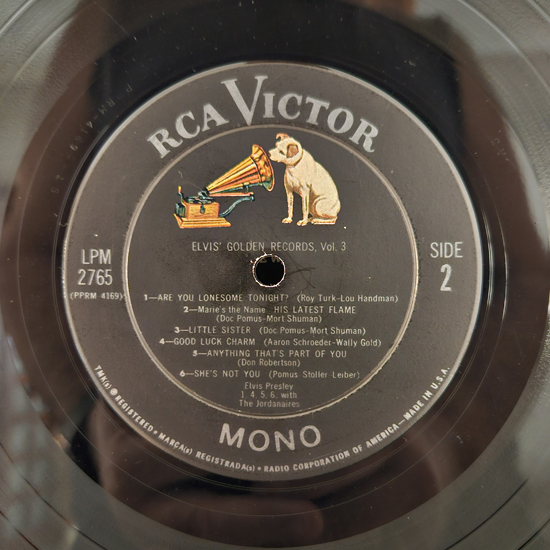 RCA VICTOR
ELVIS' GOLDEN RECORDS, Vol. 3
LPM
2765
(PPRM 4169)
SIDE
2
1—ARE YOU LONESOME TONIGHT? (Roy Turk-Lou Handman)
2—Marie's the Name HIS LATEST FLAME
(Doc Pomus-Mort Shuman)
3—LITTLE SISTER (Doc Pomus-Mort Shuman)
4—GOOD LUCK CHARM (Aaron Schroeder-Wally Gold)
5—ANYTHING THAT'S PART OF YOU
(Don Robertson)
6—SHE'S NOT YOU (Pomus Stoller-Leiber)
Elvis Presley
1, 4, 5, 6, with
The Jordanaires
MONO
TMK(s) ® REGISTERED • MARCA(s) REGISTRADA(s) • RADIO CORPORATION OF AMERICA—MADE IN U.S.A.